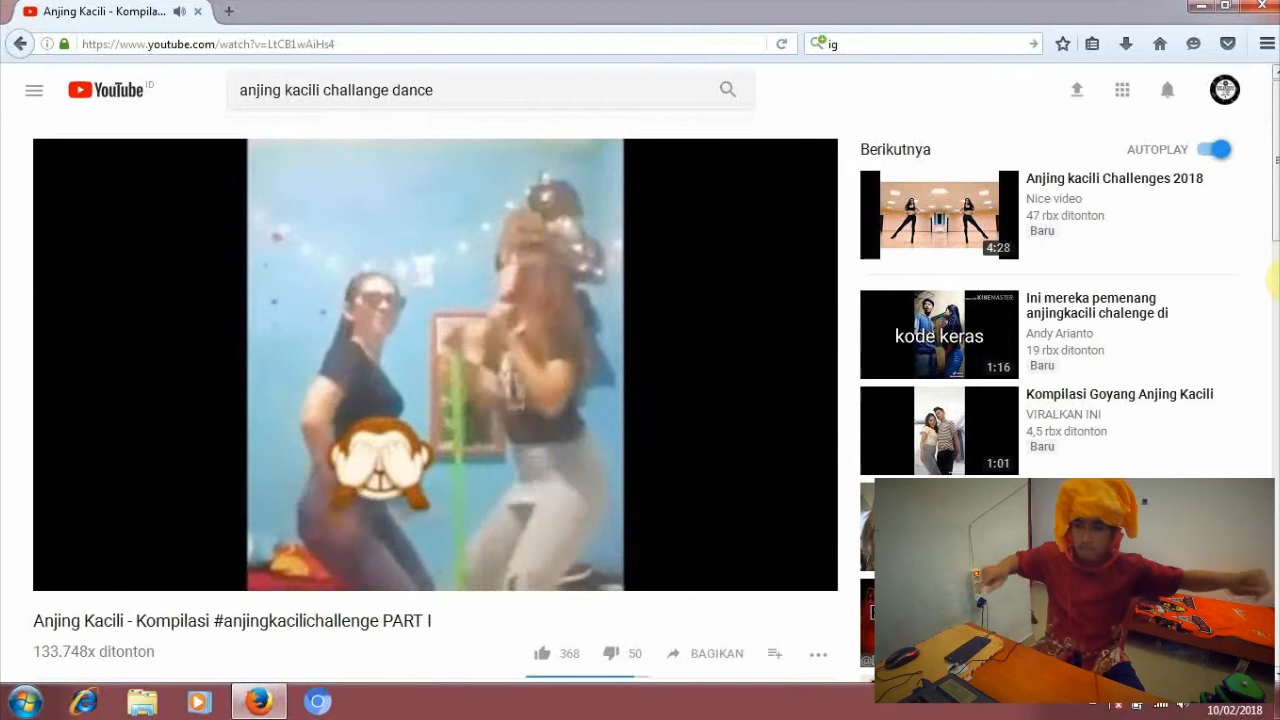 Anjing Kacili - Kompila...
https://www.youtube.com/watch?v=LtCB1wAiHs4
ig
YouTube ID
anjing kacili challange dance
Berikutnya
AUTOPLAY
Anjing kacili Challenges 2018
Nice video
47 rbx ditonton
Baru
4:28
Ini mereka pemenang
anjingkacili chalenge di
Andy Arianto
19 rbx ditonton
Baru
KINEMASTER
kode keras
1:16
Kompilasi Goyang Anjing Kacili
VIRALKAN INI
4,5 rbx ditonton
Baru
1:01
Anjing Kacili - Kompilasi #anjingkacilichallenge PART I
133.748x ditonton
368
50
BAGIKAN
10/02/2018